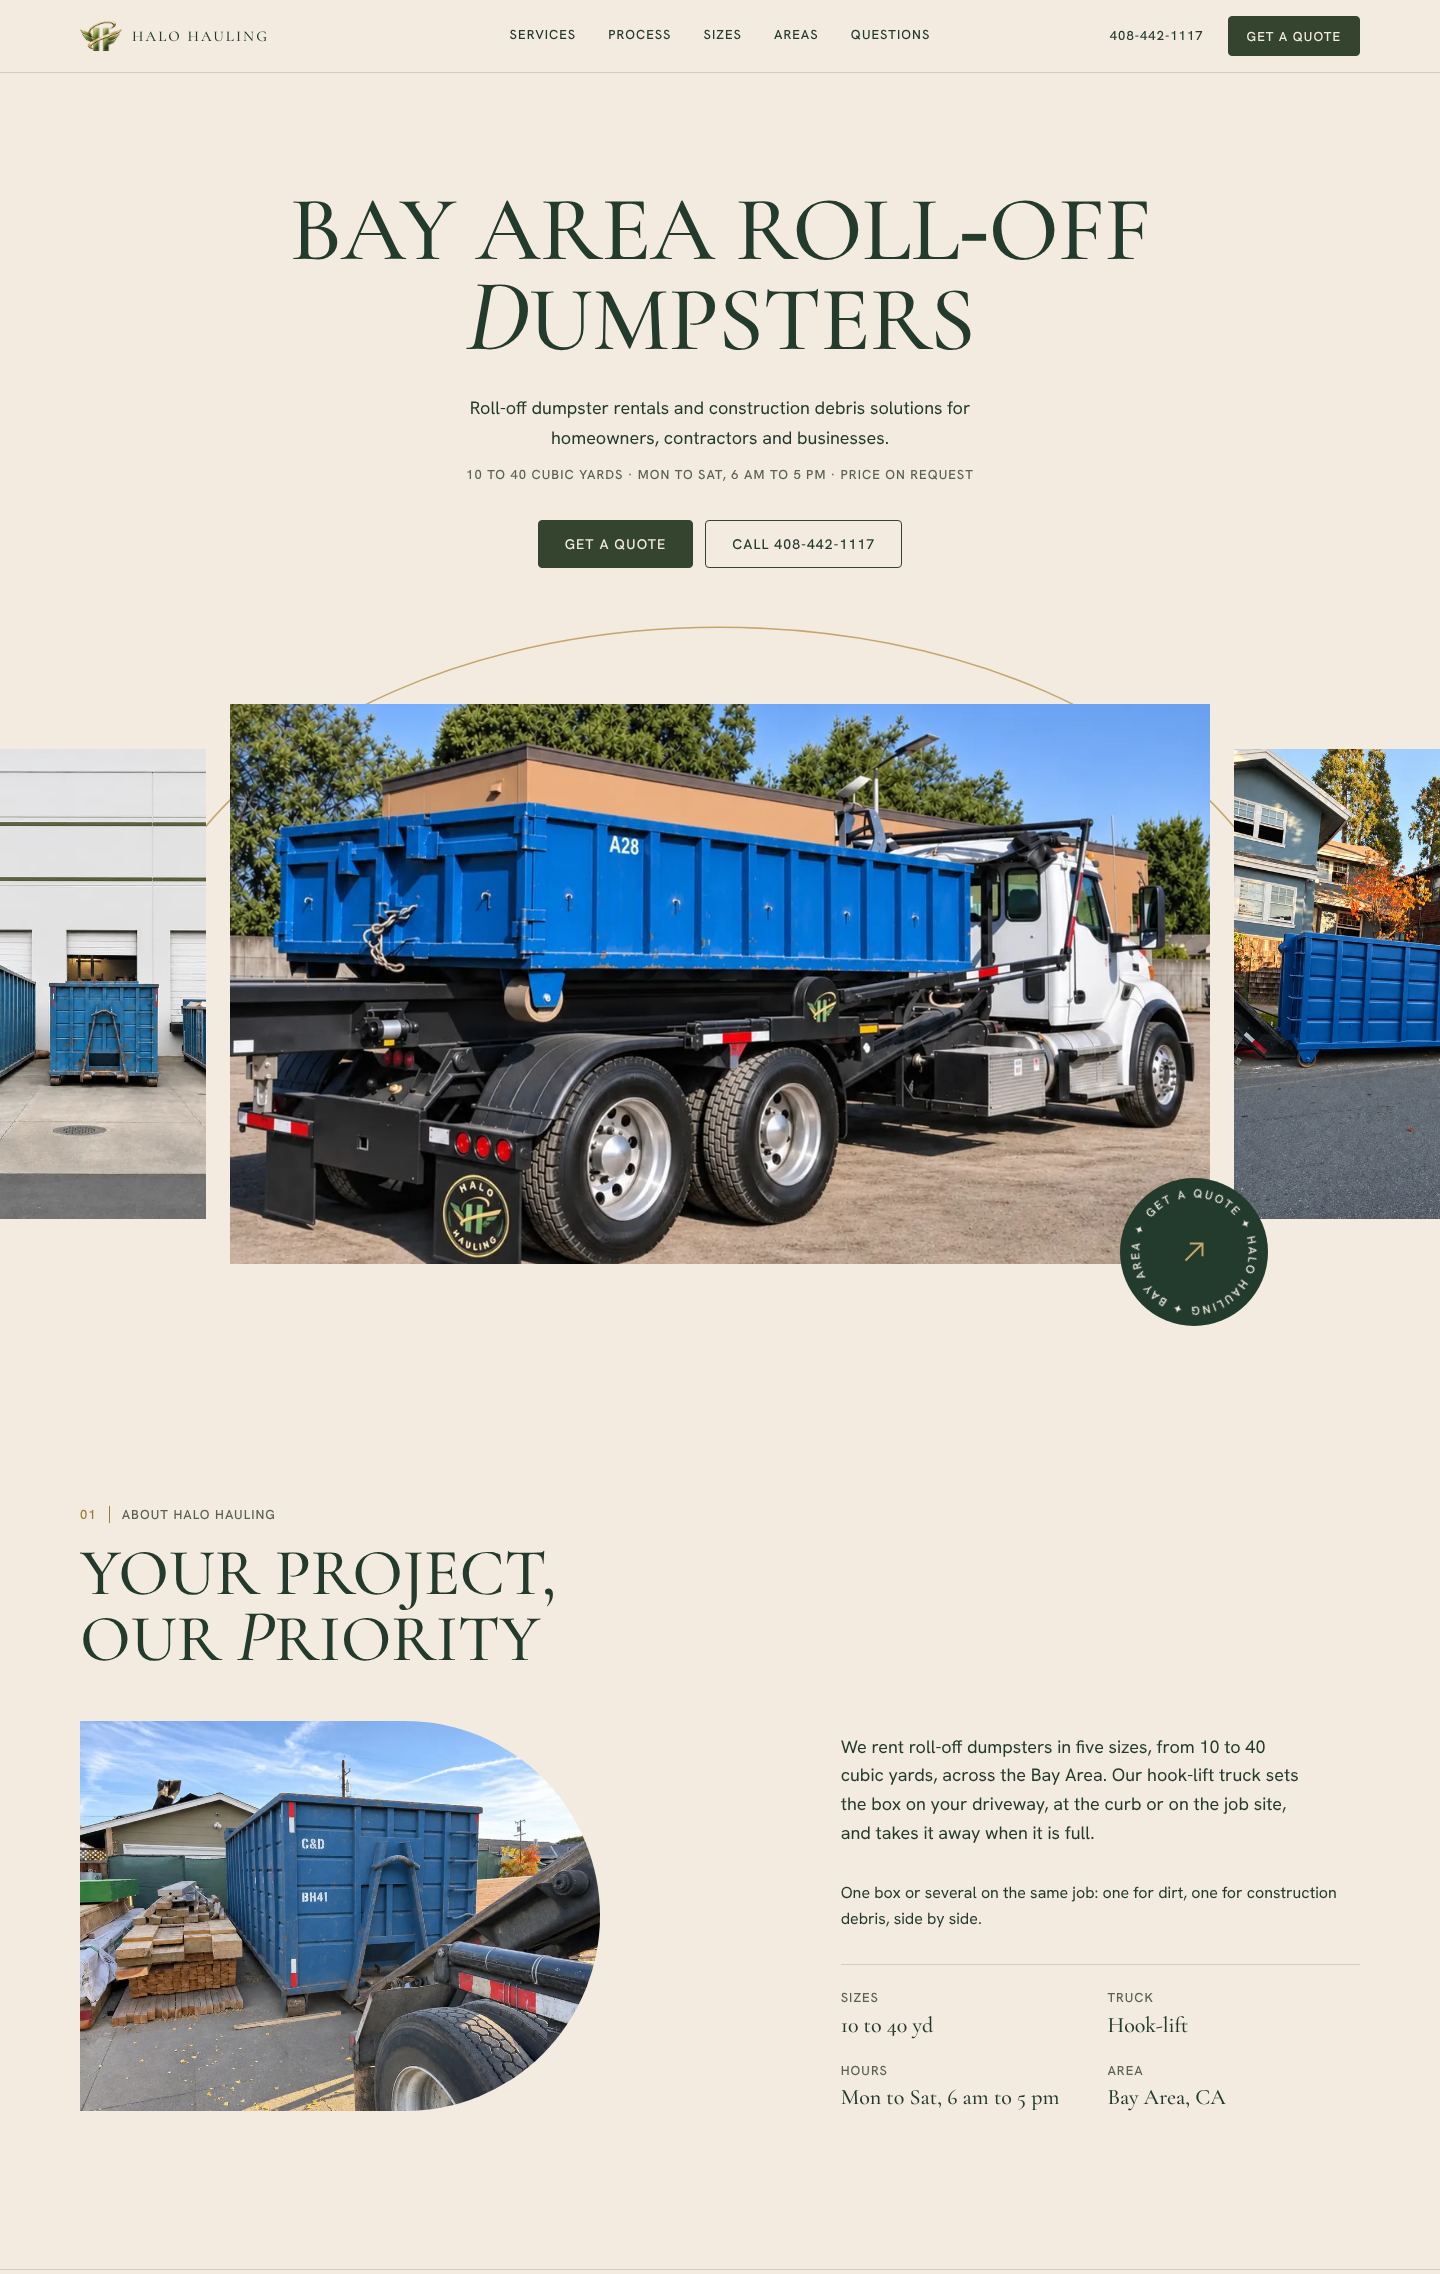 HALO HAULING
SERVICES PROCESS SIZES AREAS QUESTIONS
408-442-1117
GET A QUOTE
BAY AREA ROLL-OFF
DUMPSTERS
Roll-off dumpster rentals and construction debris solutions for
homeowners, contractors and businesses.
10 TO 40 CUBIC YARDS · MON TO SAT, 6 AM TO 5 PM · PRICE ON REQUEST
GET A QUOTE
CALL 408-442-1117
A28
H
HALO
H
HAULING
GET A QUOTE ✦ HALO HAULING ✦ BAY AREA ✦
01 | ABOUT HALO HAULING
YOUR PROJECT,
OUR PRIORITY
C&D
BH41
We rent roll-off dumpsters in five sizes, from 10 to 40
cubic yards, across the Bay Area. Our hook-lift truck sets
the box on your driveway, at the curb or on the job site,
and takes it away when it is full.
One box or several on the same job: one for dirt, one for construction
debris, side by side.
SIZES
10 to 40 yd
TRUCK
Hook-lift
HOURS
Mon to Sat, 6 am to 5 pm
AREA
Bay Area, CA